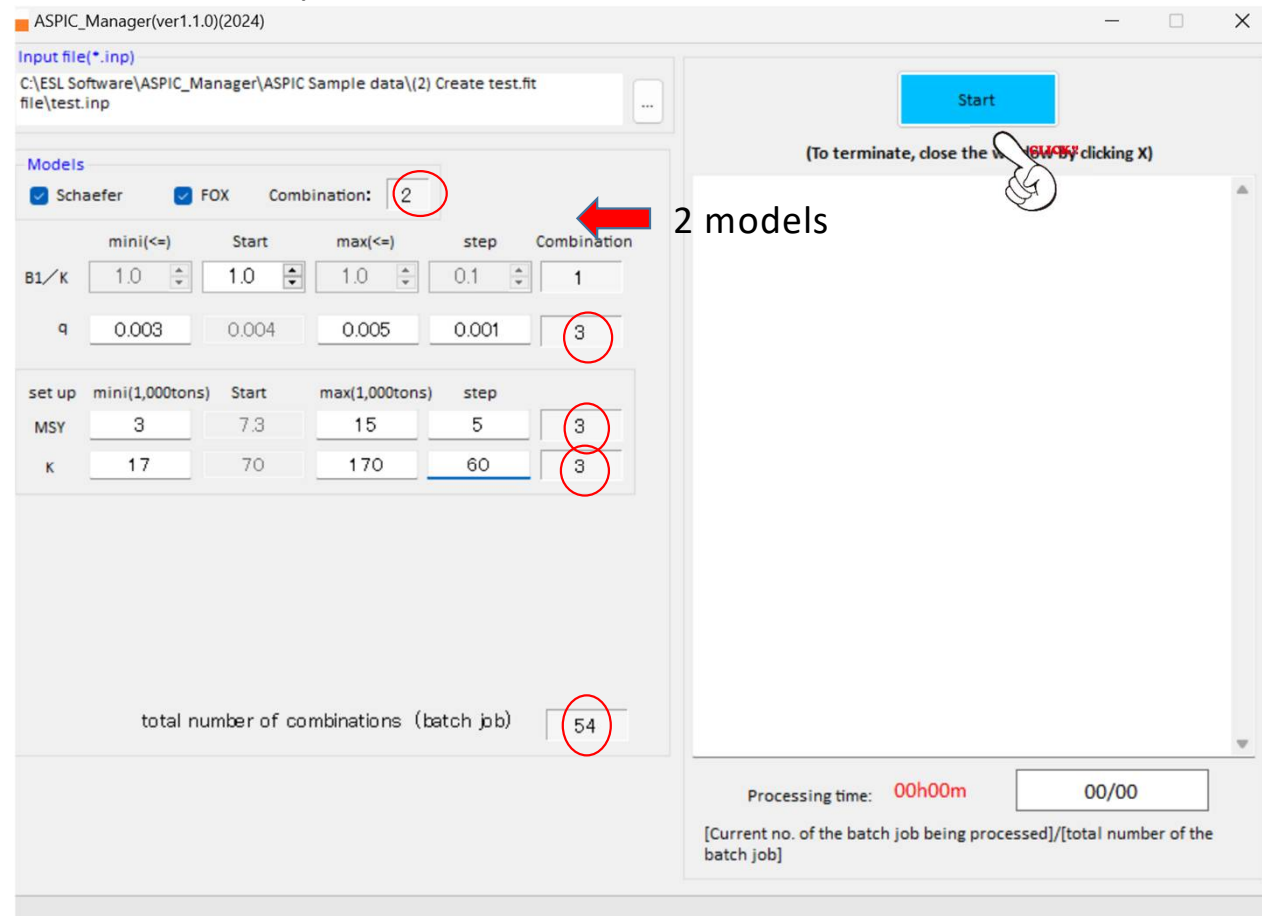 ASPIC_Manager(ver1.1.0)(2024)
Input file(*.inp)
C:\ESL Software\ASPIC_Manager\ASPIC Sample data\(2) Create test.fit
file\test.inp
...
Models
Schaefer FOX Combination: 2
2 models
mini(<=) Start max(<=) step Combination
B1/K 1.0 1.0 1.0 0.1 1
q 0.003 0.004 0.005 0.001 3
set up mini(1,000tons) Start max(1,000tons) step
MSY 3 7.3 15 5 3
K 17 70 170 60 3
total number of combinations (batch job) 54
Start
(To terminate, close the window by clicking X)
Processing time: 00h00m 00/00
[Current no. of the batch job being processed]/[total number of the
batch job]